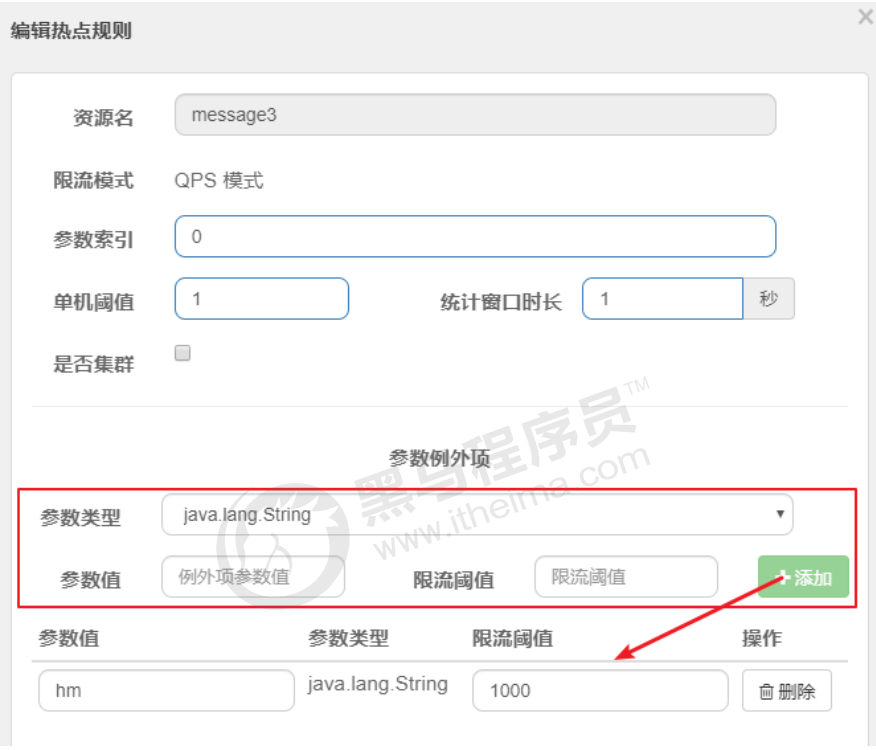 编辑热点规则
×
资源名 message3
限流模式 QPS 模式
参数索引 0
单机阈值 1 统计窗口时长 1 秒
是否集群
参数例外项
参数类型 java.lang.String
参数值 例外项参数值 限流阈值 限流阈值 +添加
参数值 参数类型 限流阈值 操作
hm java.lang.String 1000 删除
黑马程序员™
www.itheima.com